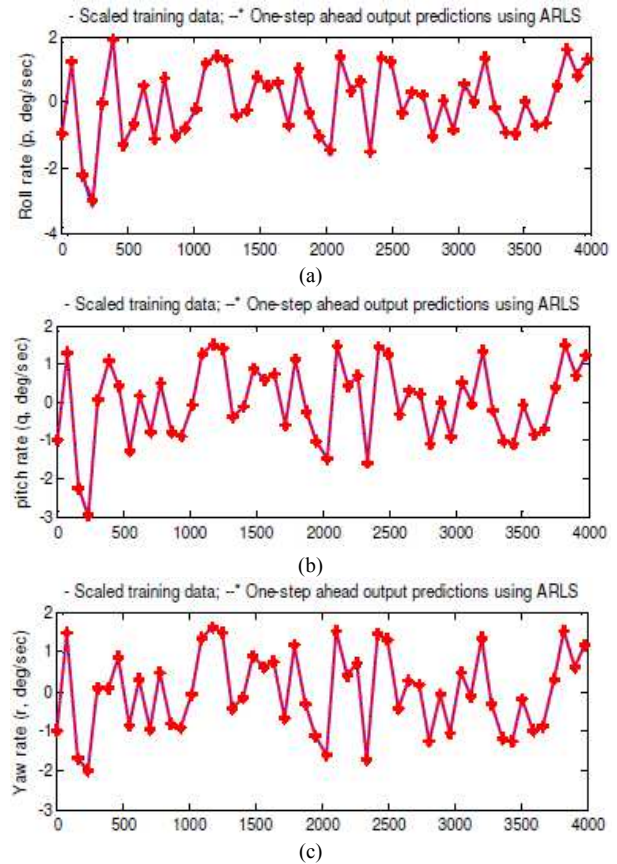 - Scaled training data; --* One-step ahead output predictions using ARLS
2
0
-2
-4
Roll rate (p, deg/sec)
0 500 1000 1500 2000 2500 3000 3500 4000
(a)
- Scaled training data; --* One-step ahead output predictions using ARLS
2
1
0
-1
-2
-3
pitch rate (q, deg/sec)
0 500 1000 1500 2000 2500 3000 3500 4000
(b)
- Scaled training data; --* One-step ahead output predictions using ARLS
2
1
0
-1
-2
-3
Yaw rate (r, deg/sec)
0 500 1000 1500 2000 2500 3000 3500 4000
(c)